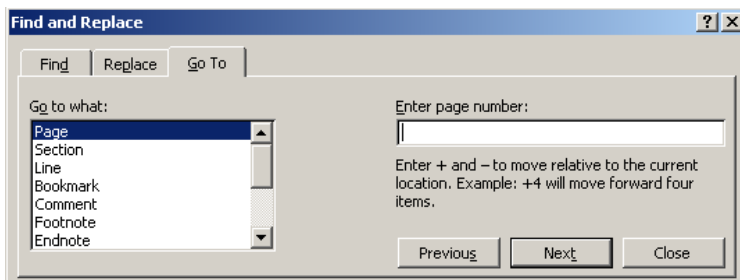 Find and Replace
Find Replace Go To
Go to what:
Page
Section
Line
Bookmark
Comment
Footnote
Endnote
Enter page number:
Enter + and – to move relative to the current
location. Example: +4 will move forward four
items.
Previous Next Close